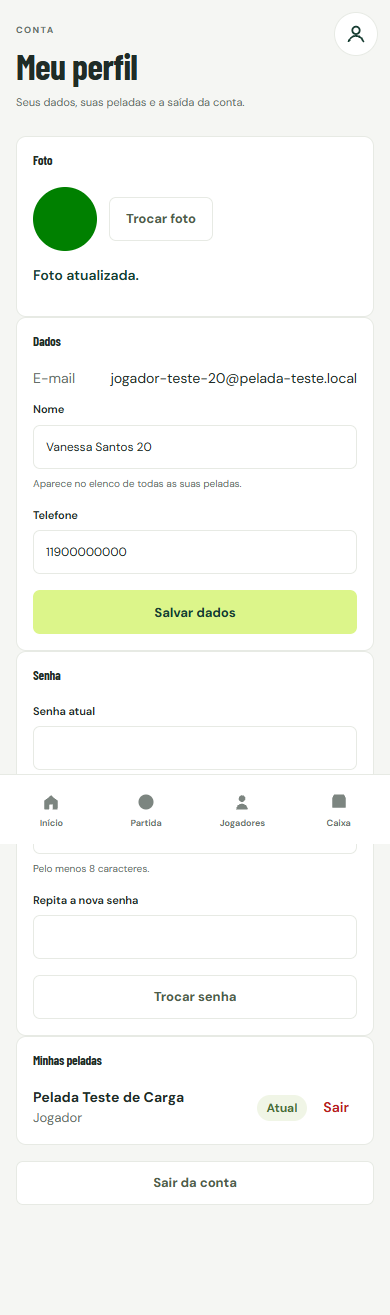 CONTA
Meu perfil
Seus dados, suas peladas e a saída da conta.
Foto
Trocar foto
Foto atualizada.
Dados
E-mail jogador-teste-20@pelada-teste.local
Nome
Vanessa Santos 20
Aparece no elenco de todas as suas peladas.
Telefone
11900000000
Salvar dados
Senha
Senha atual
Início Partida Jogadores Caixa
Pelo menos 8 caracteres.
Repita a nova senha
Trocar senha
Minhas peladas
Pelada Teste de Carga
Jogador
Atual Sair
Sair da conta